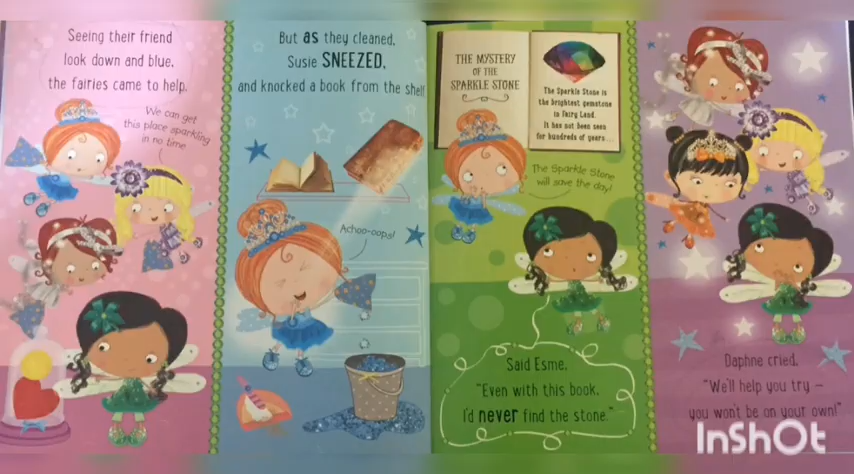 Seeing their friend
look down and blue,
the fairies came to help.
We can get
this place sparkling
in no time
But as they cleaned,
Susie SNEEZED,
and knocked a book from the shelf
Achoo-oops!
THE MYSTERY
OF THE
SPARKLE STONE
The Sparkle Stone is
the brightest gemstone
in Fairy Land.
It has not been seen
for hundreds of years...
The Sparkle Stone
will save the day!
Said Esme,
"Even with this book,
I'd never find the stone."
Daphne cried,
"We'll help you try –
you won't be on your own!"
InShOt